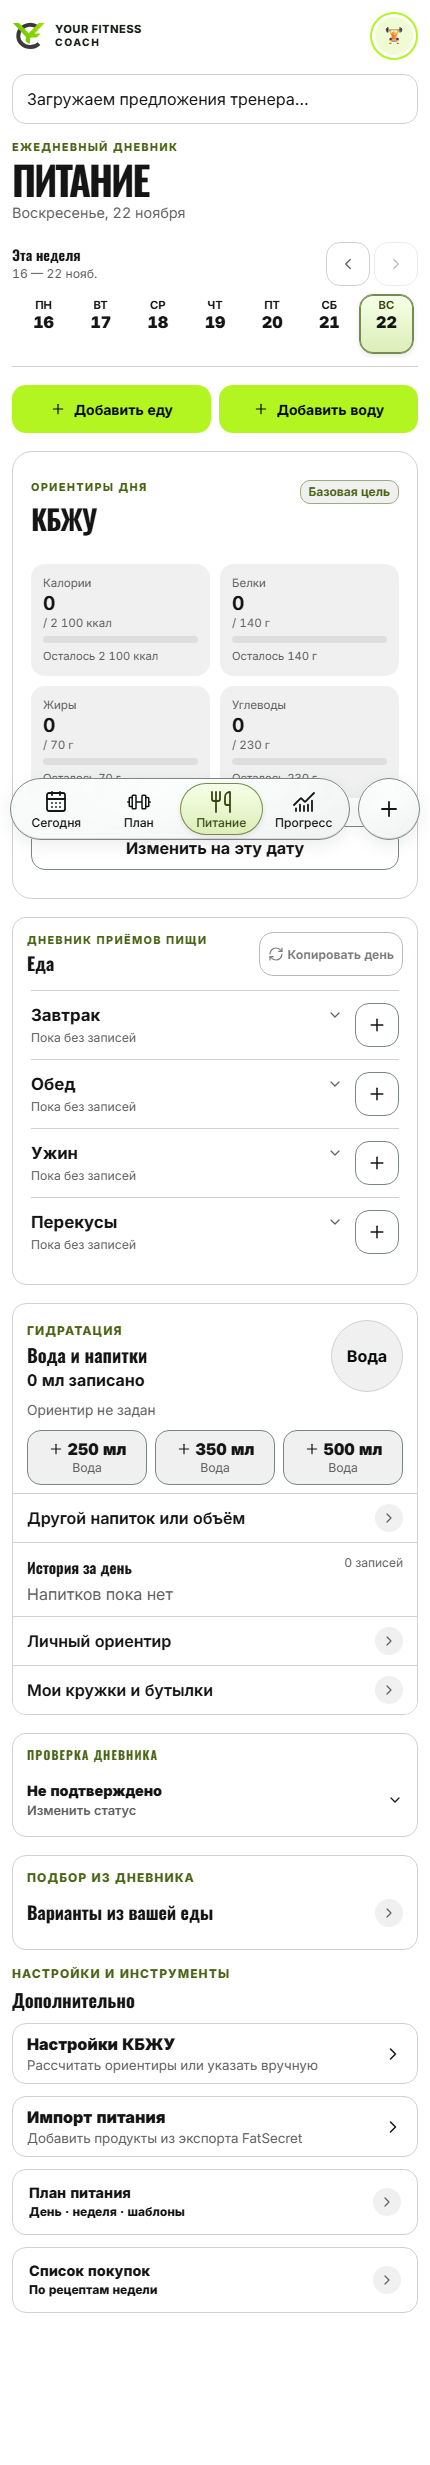 YOUR FITNESS
COACH
Загружаем предложения тренера...
ЕЖЕДНЕВНЫЙ ДНЕВНИК
ПИТАНИЕ
Воскресенье, 22 ноября
Эта неделя
16 — 22 нояб.
ПН ВТ СР ЧТ ПТ СБ ВС
16 17 18 19 20 21 22
+ Добавить еду
+ Добавить воду
ОРИЕНТИРЫ ДНЯ
Базовая цель
КБЖУ
Калории
0
/ 2 100 ккал
Осталось 2 100 ккал
Белки
0
/ 140 г
Осталось 140 г
Жиры
0
/ 70 г
Осталось 70 г
Углеводы
0
/ 230 г
Осталось 230 г
Сегодня
План
Питание
Прогресс
+
Изменить на эту дату
ДНЕВНИК ПРИЁМОВ ПИЩИ
Еда
Копировать день
Завтрак
Пока без записей
+
Обед
Пока без записей
+
Ужин
Пока без записей
+
Перекусы
Пока без записей
+
ГИДРАТАЦИЯ
Вода и напитки
0 мл записано
Вода
Ориентир не задан
+ 250 мл
Вода
+ 350 мл
Вода
+ 500 мл
Вода
Другой напиток или объём
История за день
0 записей
Напитков пока нет
Личный ориентир
Мои кружки и бутылки
ПРОВЕРКА ДНЕВНИКА
Не подтверждено
Изменить статус
ПОДБОР ИЗ ДНЕВНИКА
Варианты из вашей еды
НАСТРОЙКИ И ИНСТРУМЕНТЫ
Дополнительно
Настройки КБЖУ
Рассчитать ориентиры или указать вручную
Импорт питания
Добавить продукты из экспорта FatSecret
План питания
День · неделя · шаблоны
Список покупок
По рецептам недели